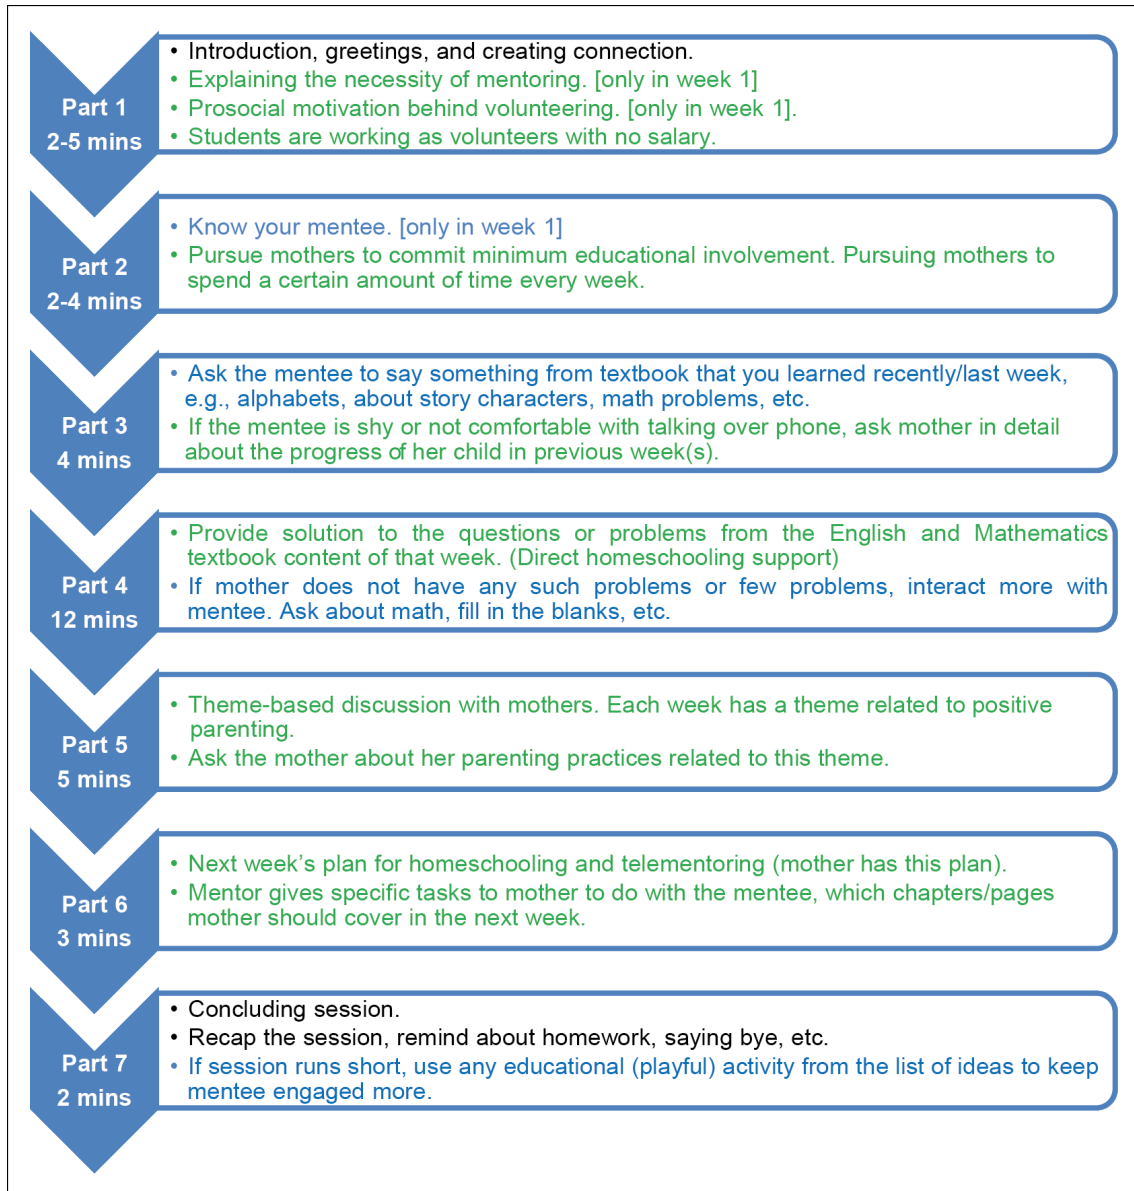 Part 1
2-5 mins
• Introduction, greetings, and creating connection.
• Explaining the necessity of mentoring. [only in week 1]
• Prosocial motivation behind volunteering. [only in week 1].
• Students are working as volunteers with no salary.
Part 2
2-4 mins
• Know your mentee. [only in week 1]
• Pursue mothers to commit minimum educational involvement. Pursuing mothers to
spend a certain amount of time every week.
Part 3
4 mins
• Ask the mentee to say something from textbook that you learned recently/last week,
e.g., alphabets, about story characters, math problems, etc.
• If the mentee is shy or not comfortable with talking over phone, ask mother in detail
about the progress of her child in previous week(s).
Part 4
12 mins
• Provide solution to the questions or problems from the English and Mathematics
textbook content of that week. (Direct homeschooling support)
• If mother does not have any such problems or few problems, interact more with
mentee. Ask about math, fill in the blanks, etc.
Part 5
5 mins
• Theme-based discussion with mothers. Each week has a theme related to positive
parenting.
• Ask the mother about her parenting practices related to this theme.
Part 6
3 mins
• Next week's plan for homeschooling and telementoring (mother has this plan).
• Mentor gives specific tasks to mother to do with the mentee, which chapters/pages
mother should cover in the next week.
Part 7
2 mins
• Concluding session.
• Recap the session, remind about homework, saying bye, etc.
• If session runs short, use any educational (playful) activity from the list of ideas to keep
mentee engaged more.